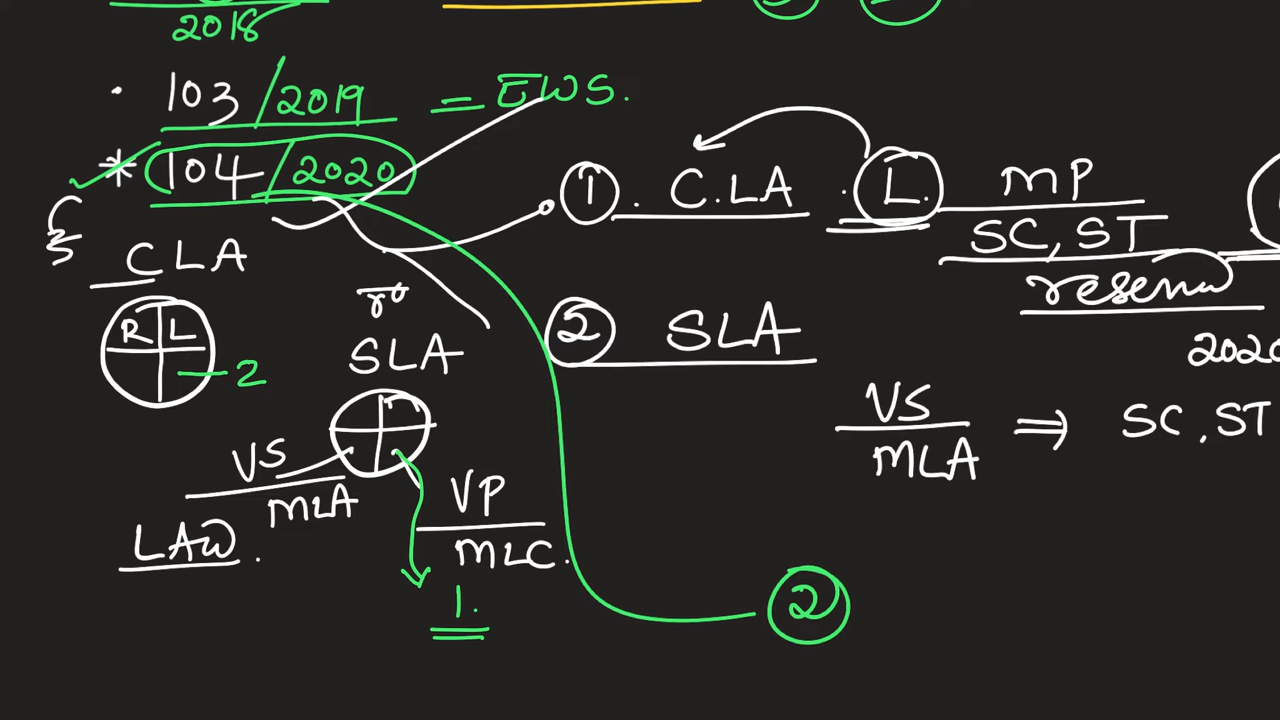 2018
· 103/2019 = EWS.
* 104/2020
① . C.LA . L. MP
SC, ST
reserv
2020
CLA
R L
2
② SLA
SLA
VS
MLA ⇒ SC, ST
VS
MLA
VP
MLC.
LAW.
1.
②